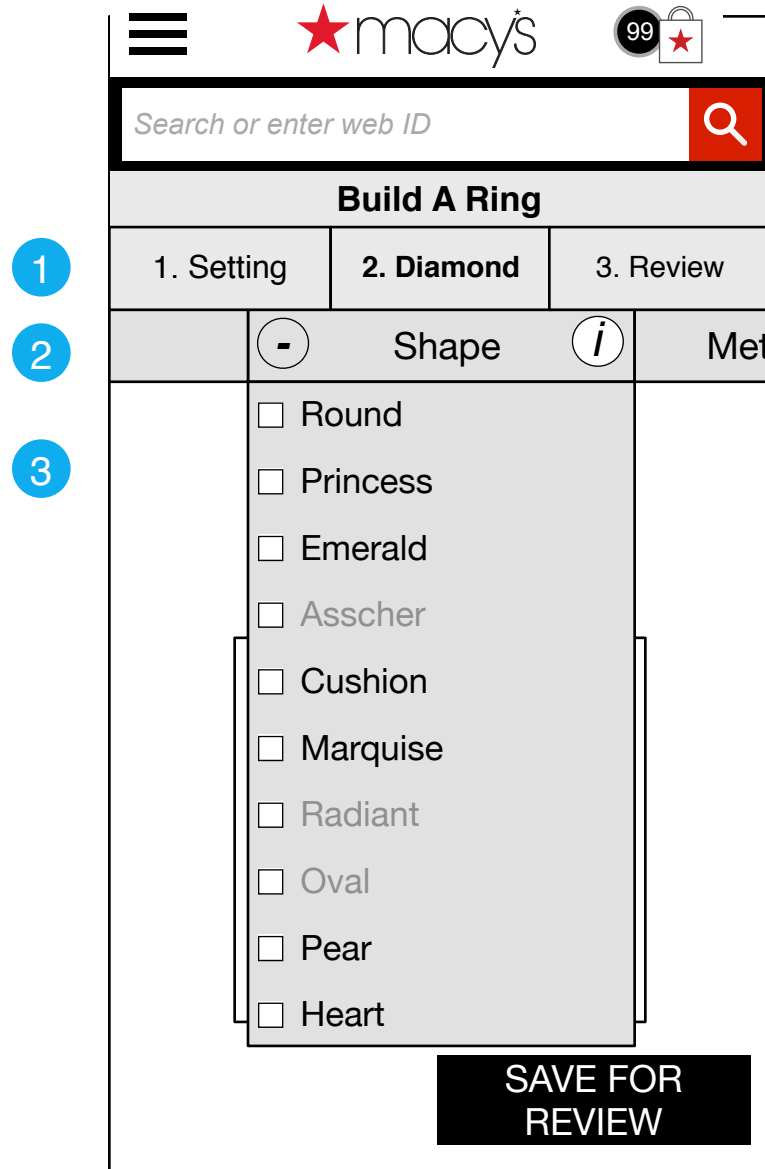 macy's
99
Search or enter web ID
Build A Ring
1
1. Setting
2. Diamond
3. Review
2
-
Shape
i
Met
Round
3
Princess
Emerald
Asscher
Cushion
Marquise
Radiant
Oval
Pear
Heart
SAVE FOR
REVIEW